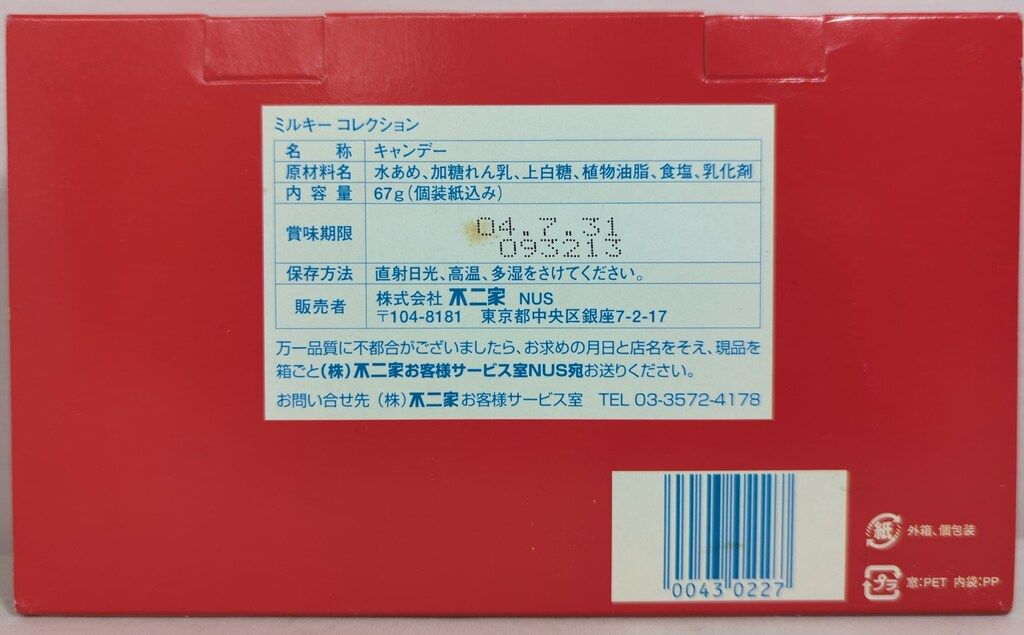 ミルキー コレクション
名 称 キャンデー
原材料名 水あめ、加糖れん乳、上白糖、植物油脂、食塩、乳化剤
内容量 67g(個装紙込み)
賞味期限 04.7.31
093213
保存方法 直射日光、高温、多湿をさけてください。
販売者 株式会社 不二家 NUS
〒104-8181 東京都中央区銀座7-2-17
万一品質に不都合がございましたら、お求めの月日と店名をそえ、現品を
箱ごと(株)不二家お客様サービス室NUS宛お送りください。
お問い合せ先 (株)不二家お客様サービス室 TEL 03-3572-4178
0043 0227
紙 外箱、個包装
プラ 窓:PET 内袋:PP